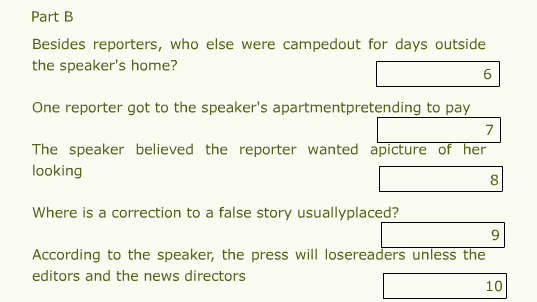 Part B
Besides reporters, who else were campedout for days outside
the speaker's home?
6
One reporter got to the speaker's apartmentpretending to pay
7
The speaker believed the reporter wanted apicture of her
looking
8
Where is a correction to a false story usuallyplaced?
9
According to the speaker, the press will losereaders unless the
editors and the news directors
10